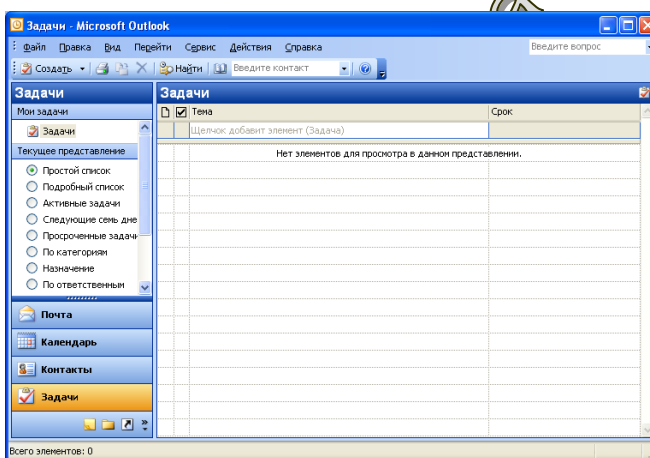 Задачи - Microsoft Outlook
Файл Правка Вид Перейти Сервис Действия Справка Введите вопрос
Создать Найти Введите контакт
Задачи
Мои задачи
Задачи
Текущее представление
Простой список
Подробный список
Активные задачи
Следующие семь дне
Просроченные задачи
По категориям
Назначение
По ответственным
Почта
Календарь
Контакты
Задачи
Задачи
Тема Срок
Щелчок добавит элемент (Задача)
Нет элементов для просмотра в данном представлении.
Всего элементов: 0